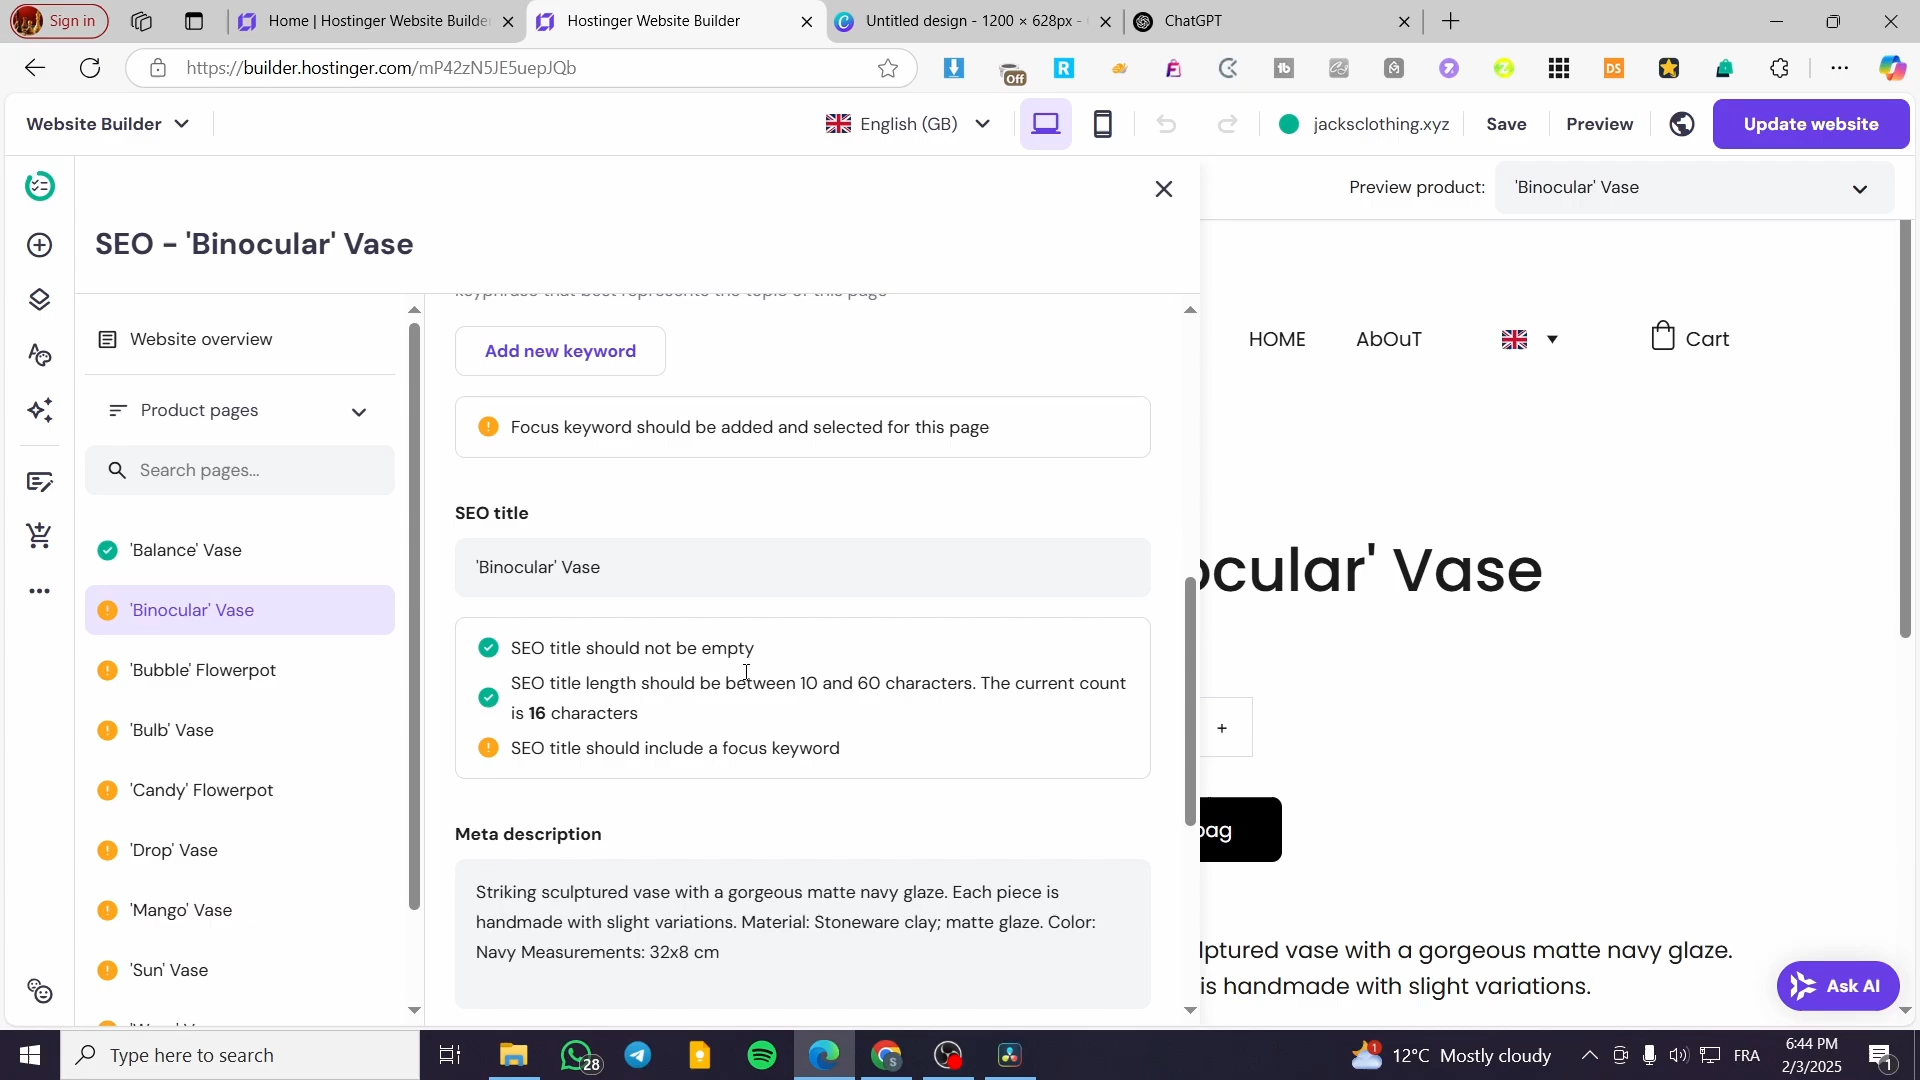 Sign in
Home | Hostinger Website Builder
Hostinger Website Builder
Untitled design - 1200 × 628px -
ChatGPT
https://builder.hostinger.com/mP42zN5JE5uepJQb
Off
Website Builder
English (GB)
jacksclothing.xyz
Save
Preview
Update website
Preview product:
'Binocular' Vase
SEO – 'Binocular' Vase
Website overview
Product pages
Search pages...
'Balance' Vase
'Binocular' Vase
'Bubble' Flowerpot
'Bulb' Vase
'Candy' Flowerpot
'Drop' Vase
'Mango' Vase
'Sun' Vase
keyphrase that best represents the topic of this page
Add new keyword
Focus keyword should be added and selected for this page
SEO title
'Binocular' Vase
SEO title should not be empty
SEO title length should be between 10 and 60 characters. The current count
is 16 characters
SEO title should include a focus keyword
Meta description
Striking sculptured vase with a gorgeous matte navy glaze. Each piece is
handmade with slight variations. Material: Stoneware clay; matte glaze. Color:
Navy Measurements: 32x8 cm
HOME
AbOuT
Cart
ocular' Vase
+
bag
lptured vase with a gorgeous matte navy glaze.
is handmade with slight variations.
Ask AI
Type here to search
28
1
12°C Mostly cloudy
FRA
6:44 PM
2/3/2025
1